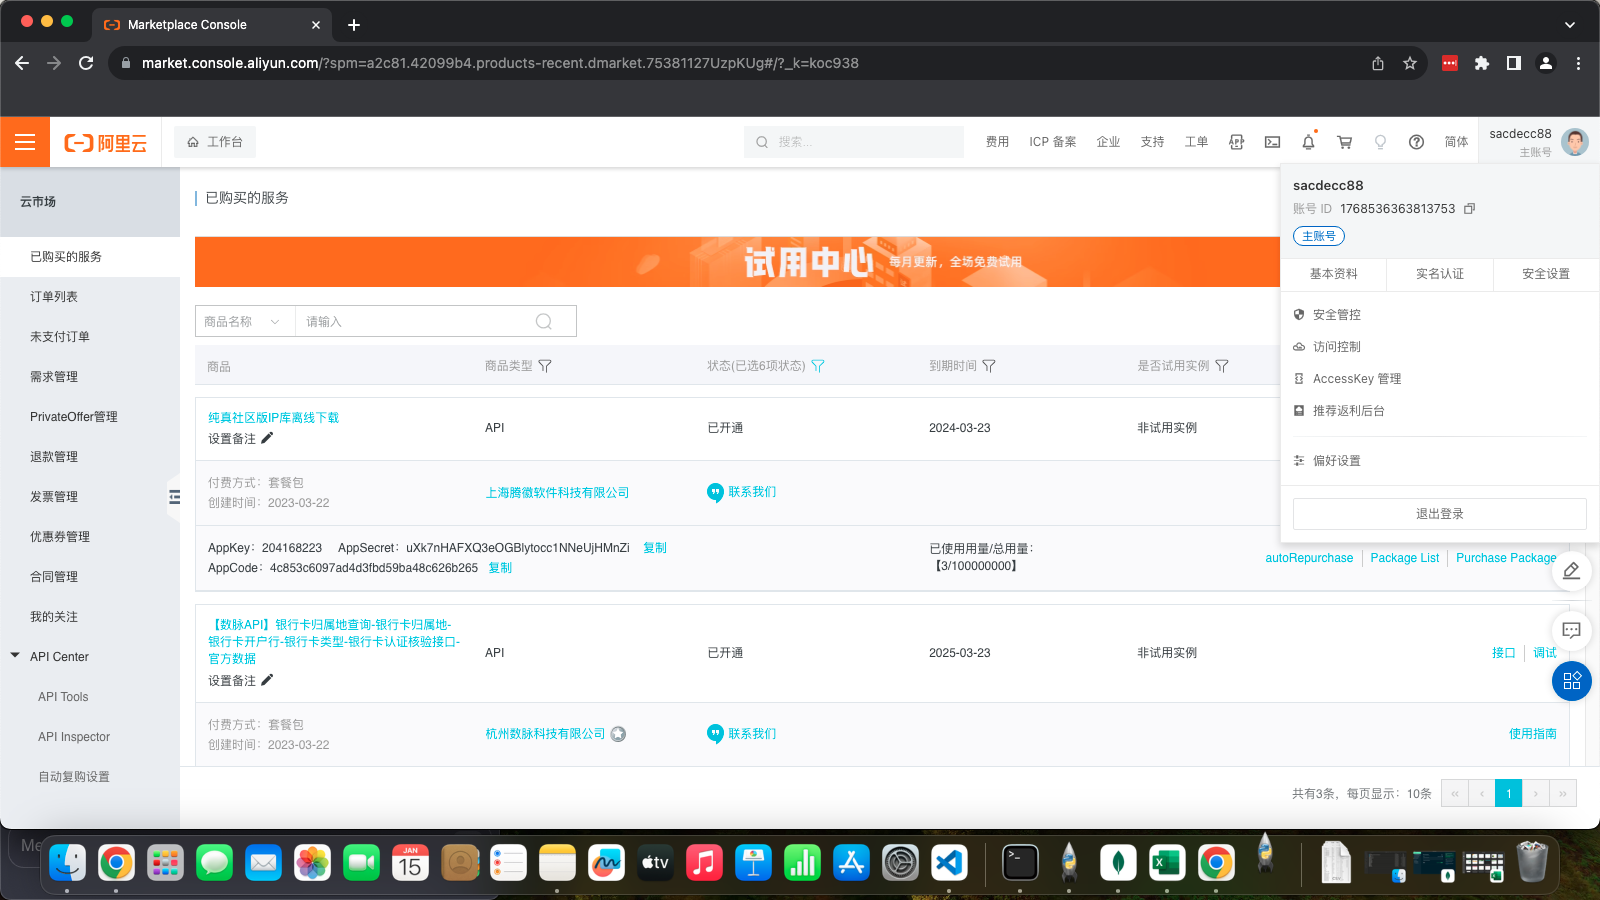 Marketplace Console
market.console.aliyun.com/?spm=a2c81.42099b4.products-recent.dmarket.75381127UzpKUg#/?_k=koc938
阿里云
工作台
搜索...
费用
ICP 备案
企业
支持
工单
简体
sacdecc88
主账号
云市场
已购买的服务
订单列表
未支付订单
需求管理
PrivateOffer管理
退款管理
发票管理
优惠券管理
合同管理
我的关注
API Center
API Tools
API Inspector
自动复购设置
已购买的服务
试用中心 每月更新，全场免费试用
商品名称 请输入
商品 商品类型 状态(已选6项状态) 到期时间 是否试用实例
纯真社区版IP库离线下载
设置备注
API 已开通 2024-03-23 非试用实例
付费方式：套餐包
创建时间：2023-03-22
上海腾徽软件科技有限公司 联系我们
AppKey：204168223 AppSecret：uXk7nHAFXQ3eOGBlytocc1NNeUjHMnZi 复制
AppCode：4c853c6097ad4d3fbd59ba48c626b265 复制
已使用用量/总用量：
【3/100000000】
autoRepurchase Package List Purchase Package
【数脉API】银行卡归属地查询-银行卡归属地-
银行卡开户行-银行卡类型-银行卡认证核验接口-
官方数据
设置备注
API 已开通 2025-03-23 非试用实例 接口 调试
付费方式：套餐包
创建时间：2023-03-22
杭州数脉科技有限公司 联系我们 使用指南
共有3条，每页显示：10条 « ‹ 1 › »
sacdecc88
账号 ID 1768536363813753
主账号
基本资料 实名认证 安全设置
安全管控
访问控制
AccessKey 管理
推荐返利后台
偏好设置
退出登录
Me
JAN
15
tv